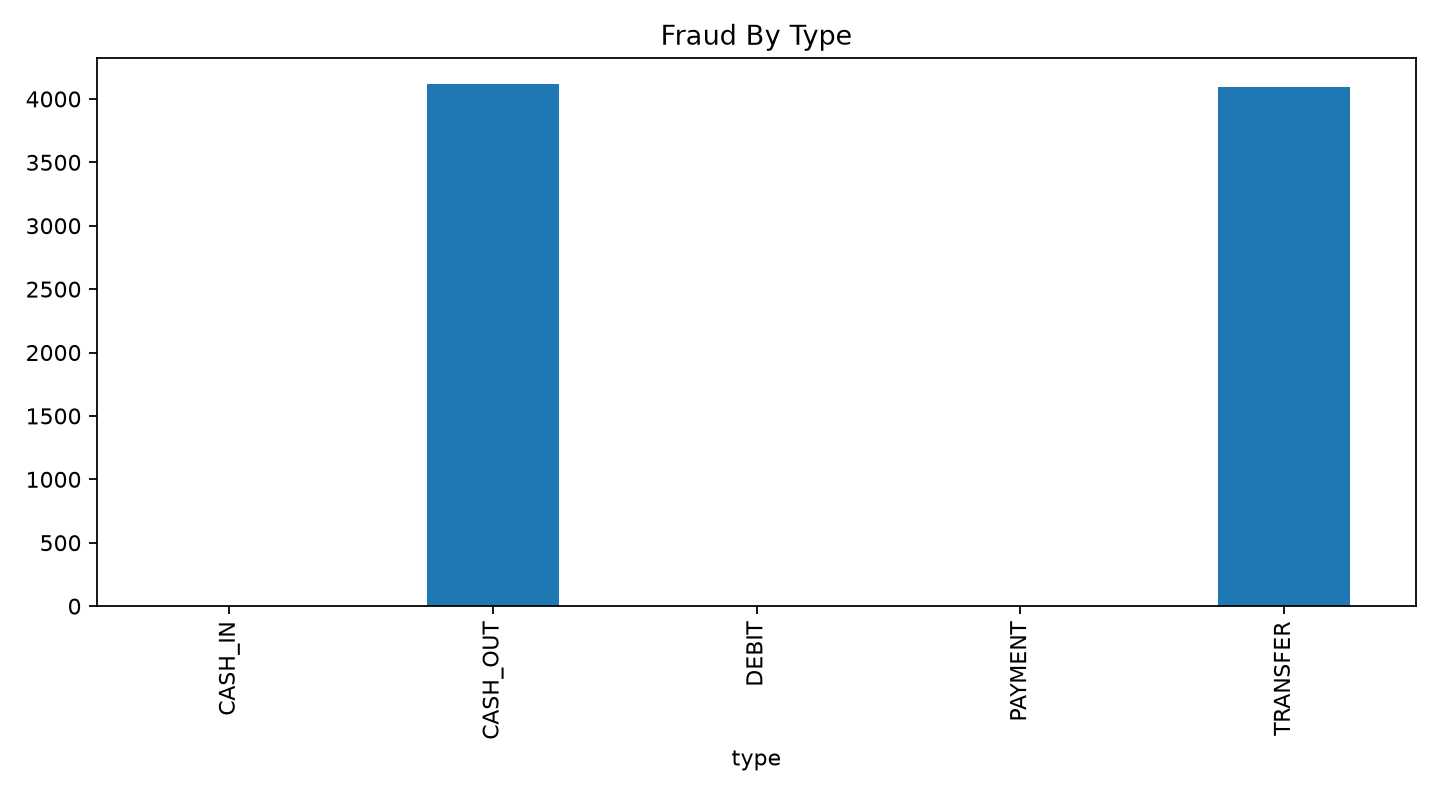 Fraud By Type
4000
3500
3000
2500
2000
1500
1000
500
0
CASH_IN
CASH_OUT
DEBIT
PAYMENT
TRANSFER
type